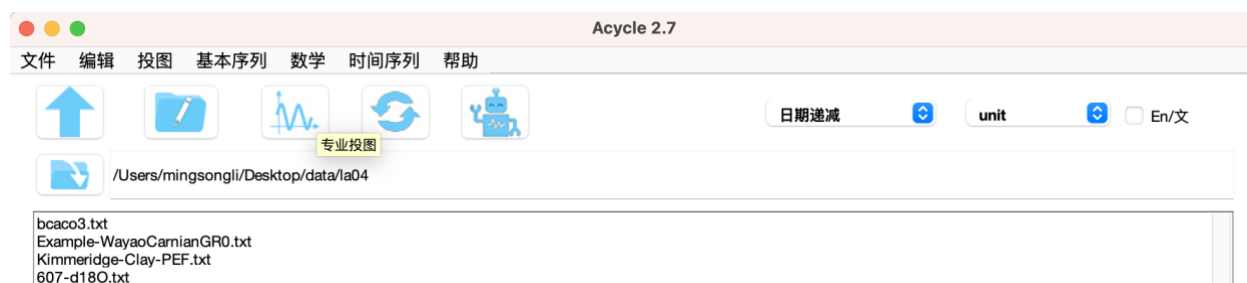 Acycle 2.7
文件 编辑 投图 基本序列 数学 时间序列 帮助
日期递减 unit En/文
专业投图
/Users/mingsongli/Desktop/data/la04
bcaco3.txt
Example-WayaoCarnianGR0.txt
Kimmeridge-Clay-PEF.txt
607-d18O.txt